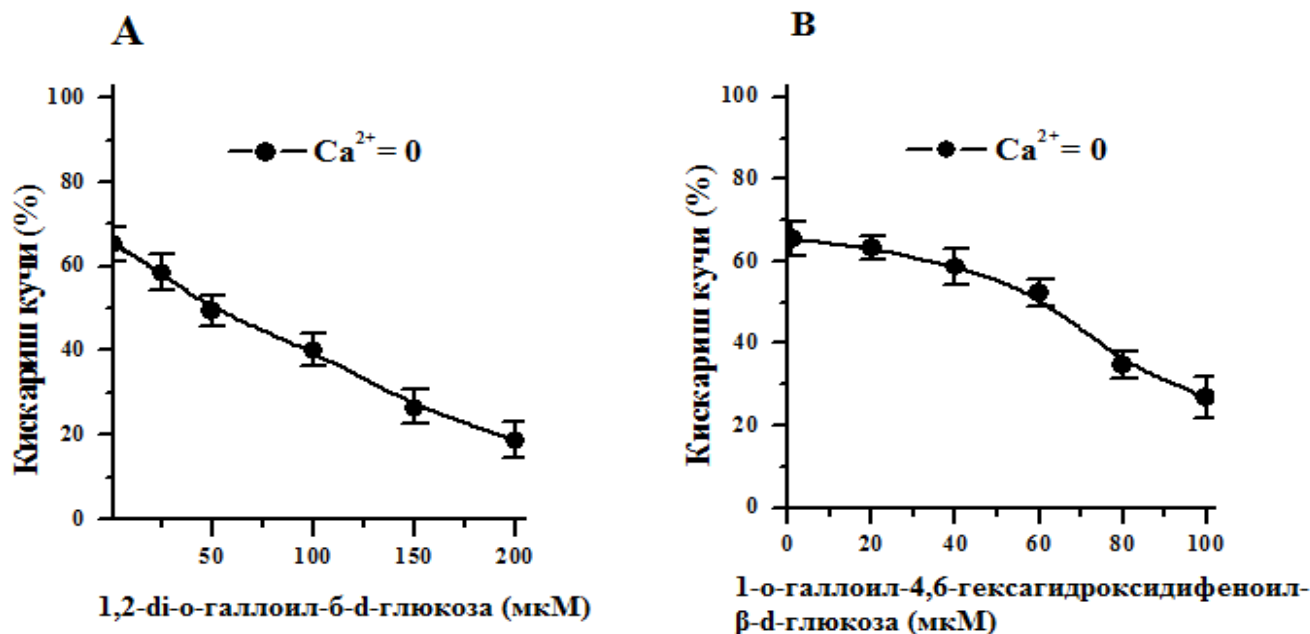 A
B
100
80
60
40
20
0
Кискариш кучи (%)
Ca²⁺ = 0
50
100
150
200
1,2-di-о-галлоил-б-d-глюкоза (мкМ)
100
80
60
40
20
0
Кискариш кучи (%)
Ca²⁺ = 0
0
20
40
60
80
100
1-о-галлоил-4,6-гексагидроксидифеноил-
β-d-глюкоза (мкМ)